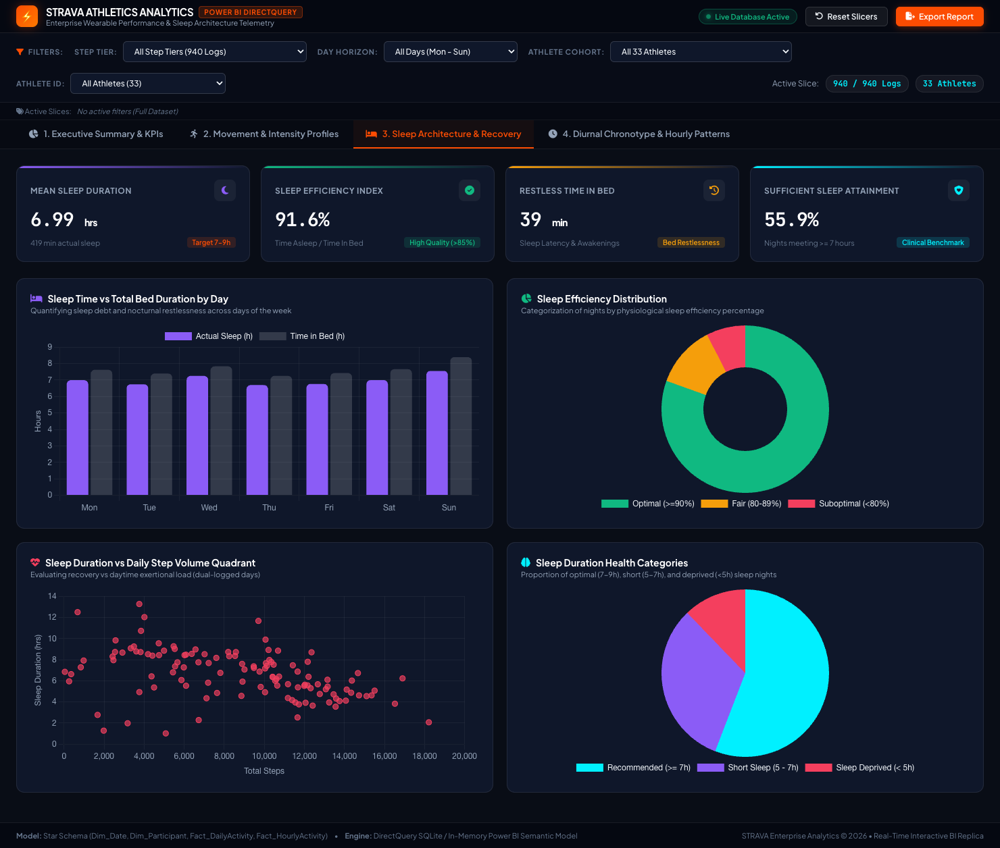 STRAVA ATHLETICS ANALYTICS POWER BI DIRECTQUERY
Enterprise Wearable Performance & Sleep Architecture Telemetry
Live Database Active
Reset Slicers
Export Report
FILTERS: STEP TIER: All Step Tiers (940 Logs) DAY HORIZON: All Days (Mon - Sun) ATHLETE COHORT: All 33 Athletes
ATHLETE ID: All Athletes (33) Active Slice: 940 / 940 Logs 33 Athletes
Active Slices: No active filters (Full Dataset)
1. Executive Summary & KPIs 2. Movement & Intensity Profiles 3. Sleep Architecture & Recovery 4. Diurnal Chronotype & Hourly Patterns
MEAN SLEEP DURATION
6.99 hrs
419 min actual sleep Target 7-9h
SLEEP EFFICIENCY INDEX
91.6%
Time Asleep / Time In Bed High Quality (>85%)
RESTLESS TIME IN BED
39 min
Sleep Latency & Awakenings Bed Restlessness
SUFFICIENT SLEEP ATTAINMENT
55.9%
Nights meeting >= 7 hours Clinical Benchmark
Sleep Time vs Total Bed Duration by Day
Quantifying sleep debt and nocturnal restlessness across days of the week
Actual Sleep (h) Time in Bed (h)
9
8
7
6
5
4
3
2
1
0
Hours
Mon Tue Wed Thu Fri Sat Sun
Sleep Efficiency Distribution
Categorization of nights by physiological sleep efficiency percentage
Optimal (>=90%) Fair (80-89%) Suboptimal (<80%)
Sleep Duration vs Daily Step Volume Quadrant
Evaluating recovery vs daytime exertional load (dual-logged days)
14
12
10
8
6
4
2
0
Sleep Duration (hrs)
0 2,000 4,000 6,000 8,000 10,000 12,000 14,000 16,000 18,000 20,000
Total Steps
Sleep Duration Health Categories
Proportion of optimal (7-9h), short (5-7h), and deprived (<5h) sleep nights
Recommended (>= 7h) Short Sleep (5 - 7h) Sleep Deprived (< 5h)
Model: Star Schema (Dim_Date, Dim_Participant, Fact_DailyActivity, Fact_HourlyActivity) • Engine: DirectQuery SQLite / In-Memory Power BI Semantic Model
STRAVA Enterprise Analytics © 2026 • Real-Time Interactive BI Replica